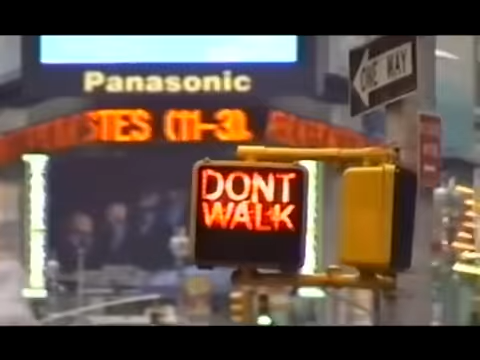 Panasonic
STES (11-3).
ONE WAY
DONT
WALK